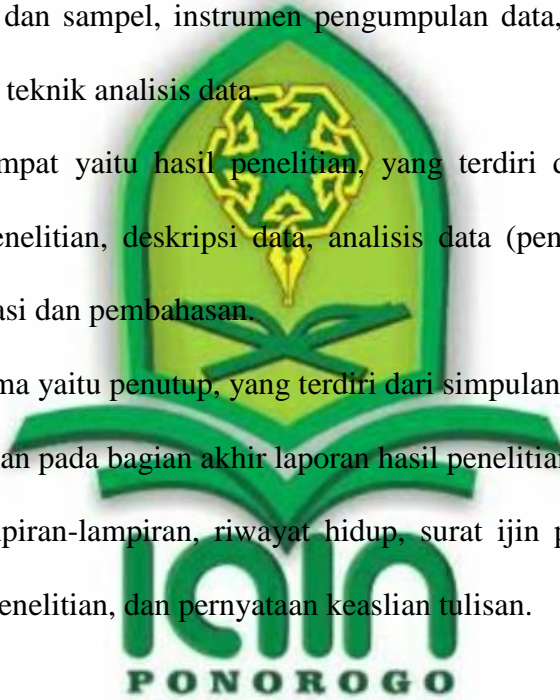 dan sampel, instrumen pengumpulan data,
teknik analisis data.
mpat yaitu hasil penelitian, yang terdiri d
enelitian, deskripsi data, analisis data (pen
asi dan pembahasan.
ma yaitu penutup, yang terdiri dari simpulan
an pada bagian akhir laporan hasil penelitian
piran-lampiran, riwayat hidup, surat ijin p
enelitian, dan pernyataan keaslian tulisan.
iain
PONOROGO